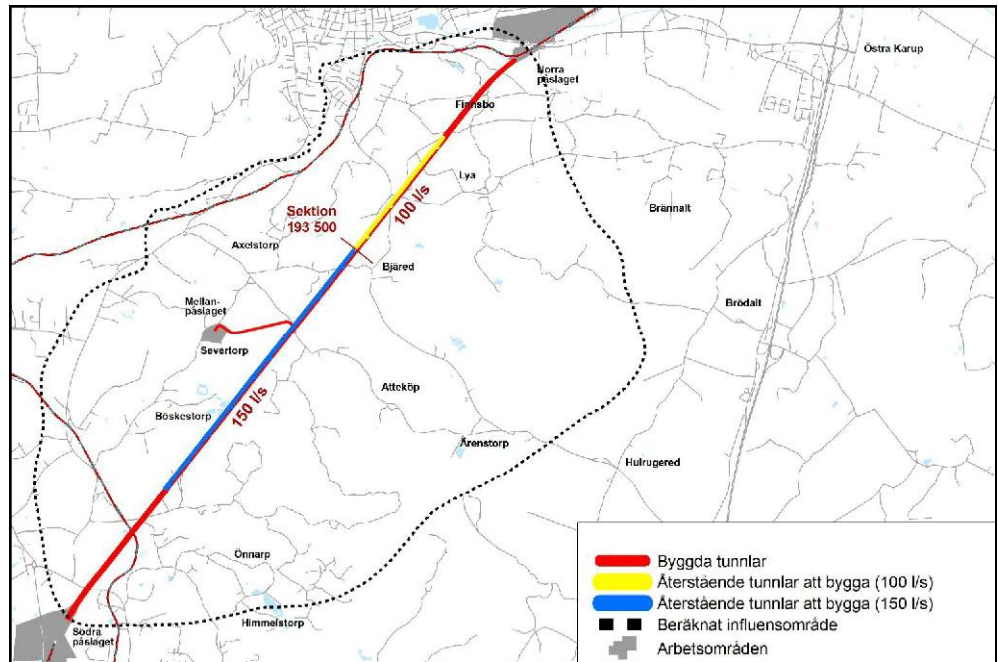 Östra Karup
Norra
påslaget
Finnsbo
Lya
100 l/s
Brännalt
Sektion
193 500
Axelstorp
Bjäred
Mellan-
påslaget
Brödalt
Severtorp
Atteköp
150 l/s
Böskestorp
Ärenstorp
Hulrugered
Önnarp
Himmelstorp
Södra
påslaget
Byggda tunnlar
Återstående tunnlar att bygga (100 l/s)
Återstående tunnlar att bygga (150 l/s)
Beräknat influensområde
Arbetsområden